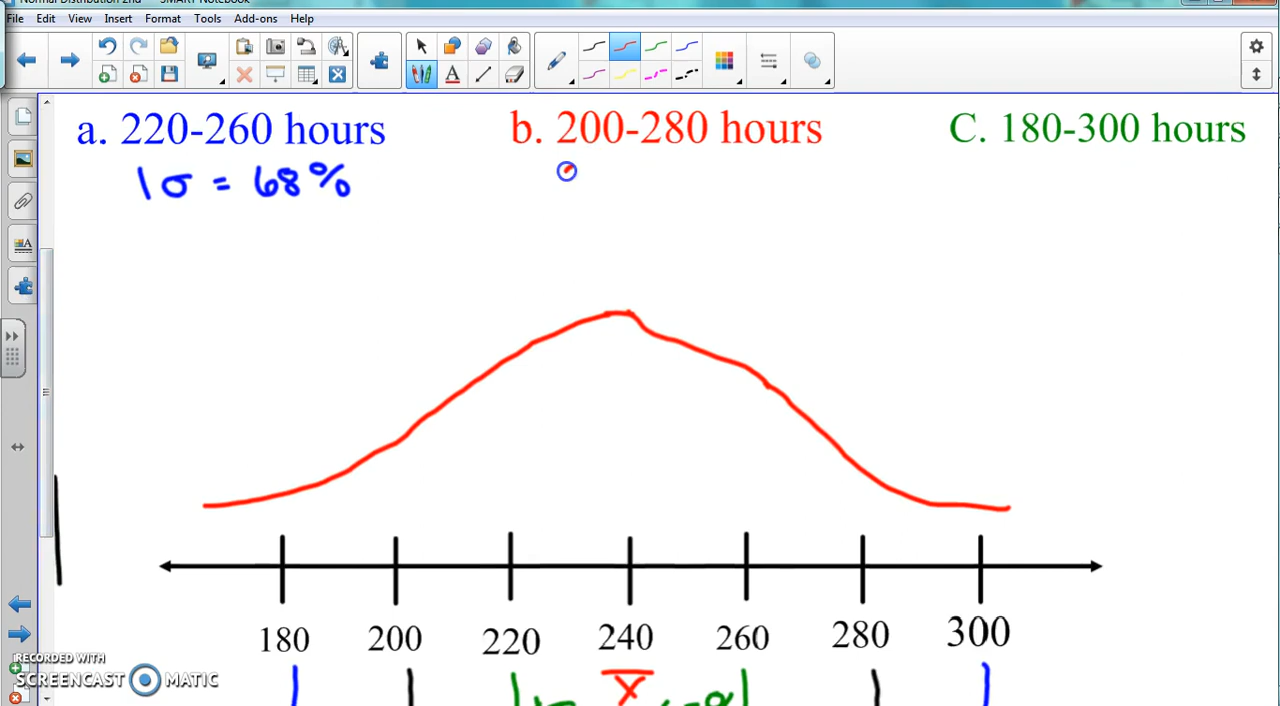 File Edit View Insert Format Tools Add-ons Help
a. 220-260 hours
b. 200-280 hours
C. 180-300 hours
1σ = 68%
180 200 220 240 260 280 300
x̄
RECORDED WITH
SCREENCAST MATIC